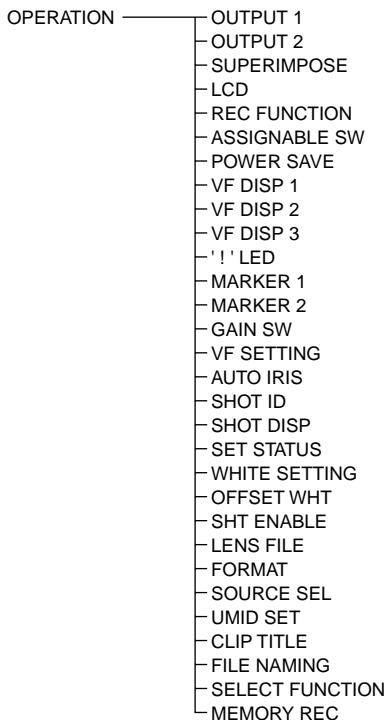 OPERATION
OUTPUT 1
OUTPUT 2
SUPERIMPOSE
LCD
REC FUNCTION
ASSIGNABLE SW
POWER SAVE
VF DISP 1
VF DISP 2
VF DISP 3
' ! ' LED
MARKER 1
MARKER 2
GAIN SW
VF SETTING
AUTO IRIS
SHOT ID
SHOT DISP
SET STATUS
WHITE SETTING
OFFSET WHT
SHT ENABLE
LENS FILE
FORMAT
SOURCE SEL
UMID SET
CLIP TITLE
FILE NAMING
SELECT FUNCTION
MEMORY REC